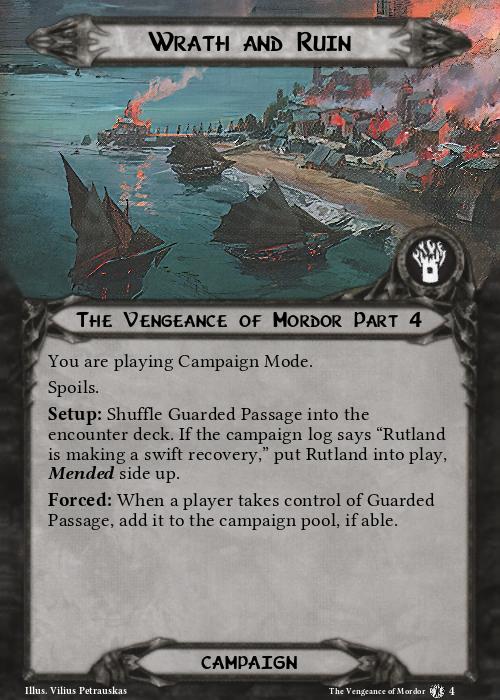 Wrath and Ruin
The Vengeance of Mordor Part 4
You are playing Campaign Mode.
Spoils.
Setup: Shuffle Guarded Passage into the
encounter deck. If the campaign log says “Rutland
is making a swift recovery,” put Rutland into play,
Mended side up.
Forced: When a player takes control of Guarded
Passage, add it to the campaign pool, if able.
CAMPAIGN
Illus. Vilius Petrauskas
The Vengeance of Mordor 4